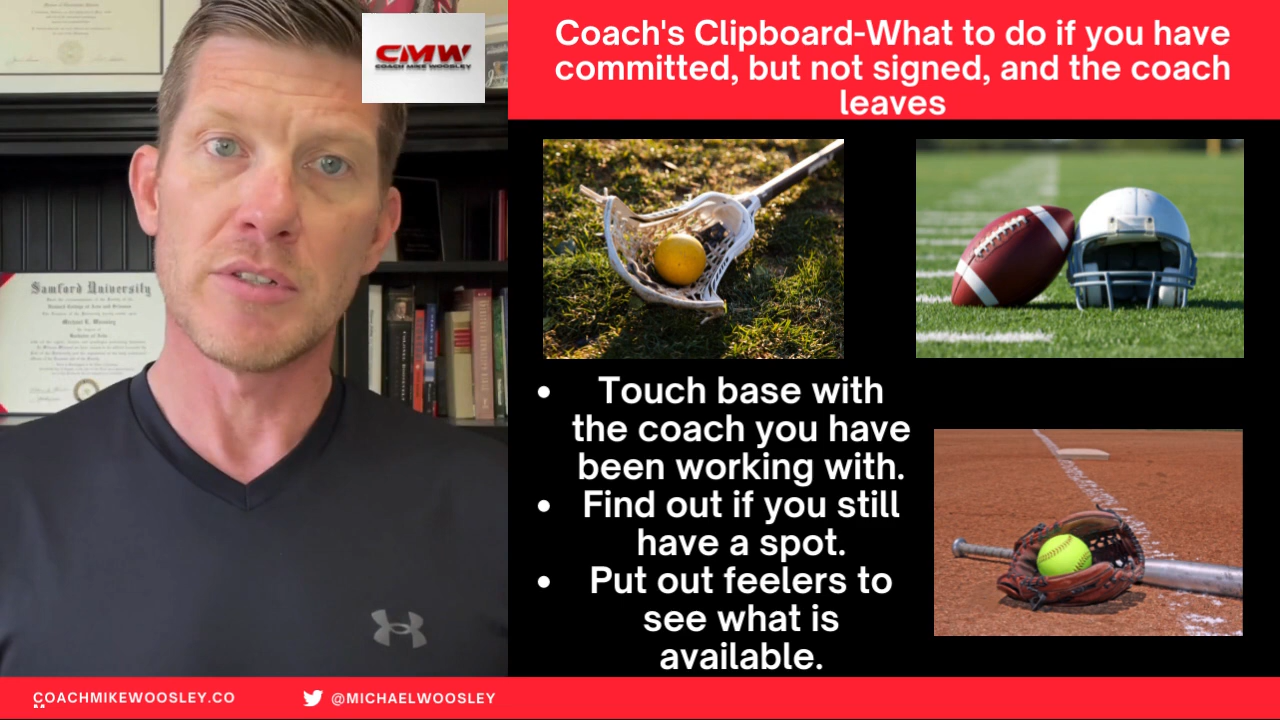 CMW
COACH MIKE WOOSLEY
Coach's Clipboard-What to do if you have
committed, but not signed, and the coach
leaves
Samford University
• Touch base with
the coach you have
been working with.
• Find out if you still
have a spot.
• Put out feelers to
see what is
available.
COACHMIKEWOOSLEY.CO
M
@MICHAELWOOSLEY